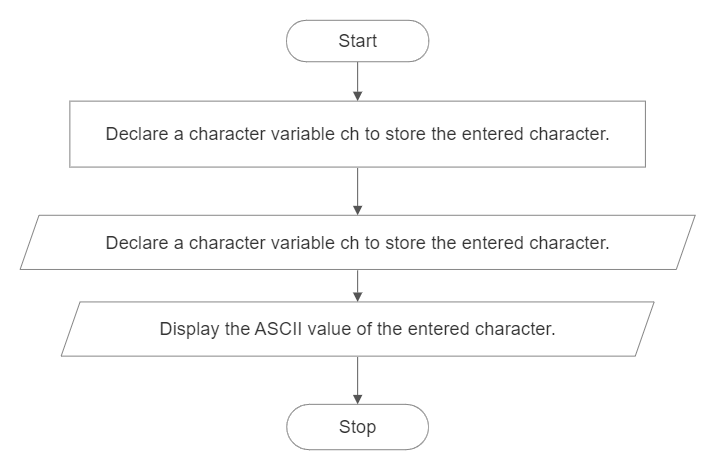 Start
Declare a character variable ch to store the entered character.
Declare a character variable ch to store the entered character.
Display the ASCII value of the entered character.
Stop